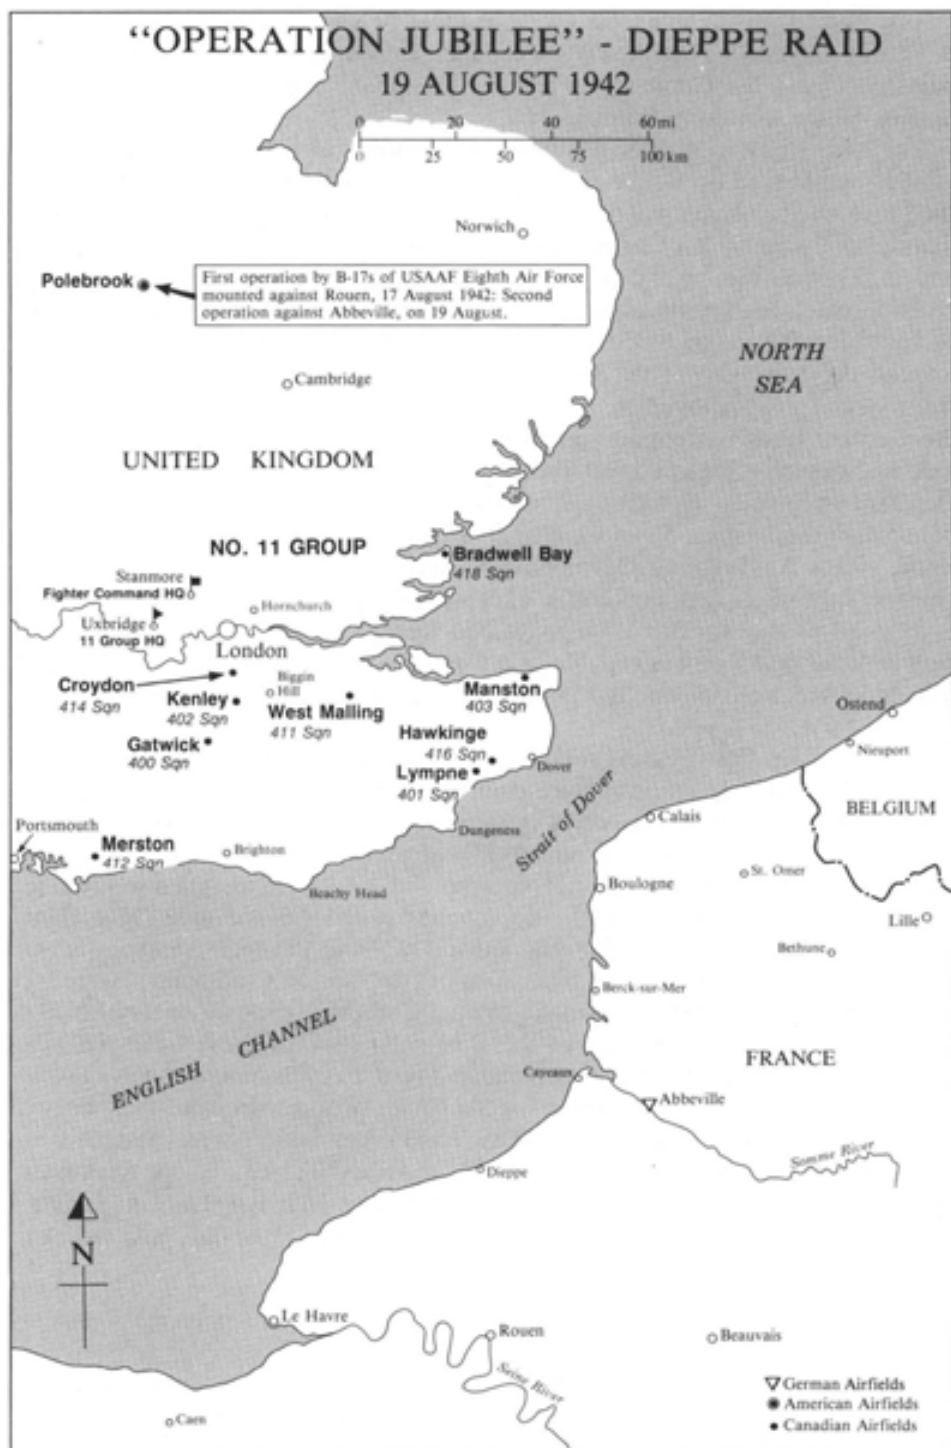 "OPERATION JUBILEE" - DIEPPE RAID
19 AUGUST 1942
0 20 40 60 mi
0 25 50 75 100 km
Norwich
Polebrook
First operation by B-17s of USAAF Eighth Air Force
mounted against Rouen, 17 August 1942: Second
operation against Abbeville, on 19 August.
NORTH
SEA
Cambridge
UNITED KINGDOM
NO. 11 GROUP
Bradwell Bay
418 Sqn
Stanmore
Fighter Command HQ
Hornchurch
Uxbridge
11 Group HQ
London
Croydon
414 Sqn
Biggin
Hill
Kenley
402 Sqn
West Malling
411 Sqn
Manston
403 Sqn
Gatwick
400 Sqn
Hawkinge
416 Sqn
Lympne
401 Sqn
Dover
Ostend
Nieuport
BELGIUM
Strait of Dover
Calais
Portsmouth
Merston
412 Sqn
Brighton
Dungeness
Beachy Head
Boulogne
St. Omer
Lille
Bethune
Berck-sur-Mer
ENGLISH CHANNEL
FRANCE
Cayeaux
Abbeville
Somme River
Dieppe
N
Le Havre
Rouen
Beauvais
Seine River
Caen
German Airfields
American Airfields
Canadian Airfields